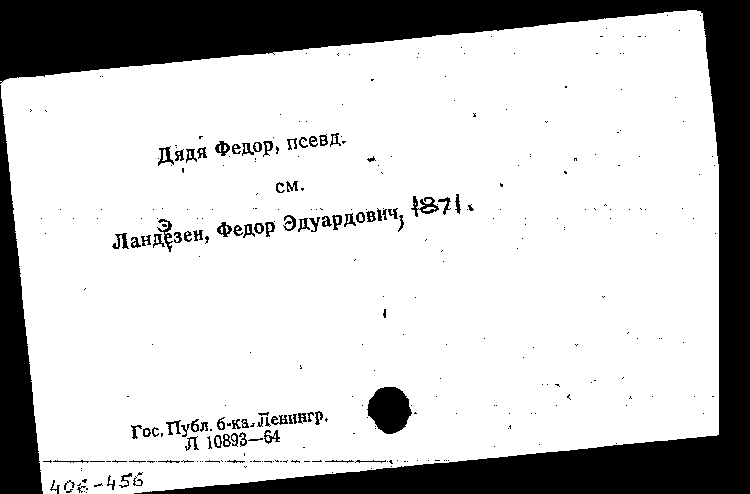 Дядя Федор, псевд.
см.
Ландэзен, Федор Эдуардович, 1871.
Гос. Публ. б-ка. Ленингр.
Л 10893—64
406-456